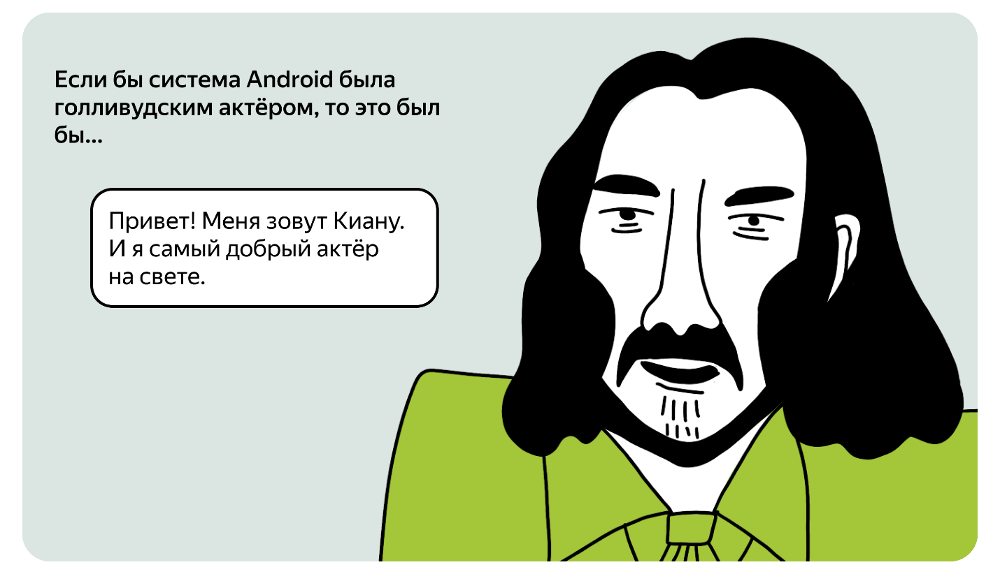 Если бы система Android была
голливудским актёром, то это был
бы...
Привет! Меня зовут Киану.
И я самый добрый актёр
на свете.